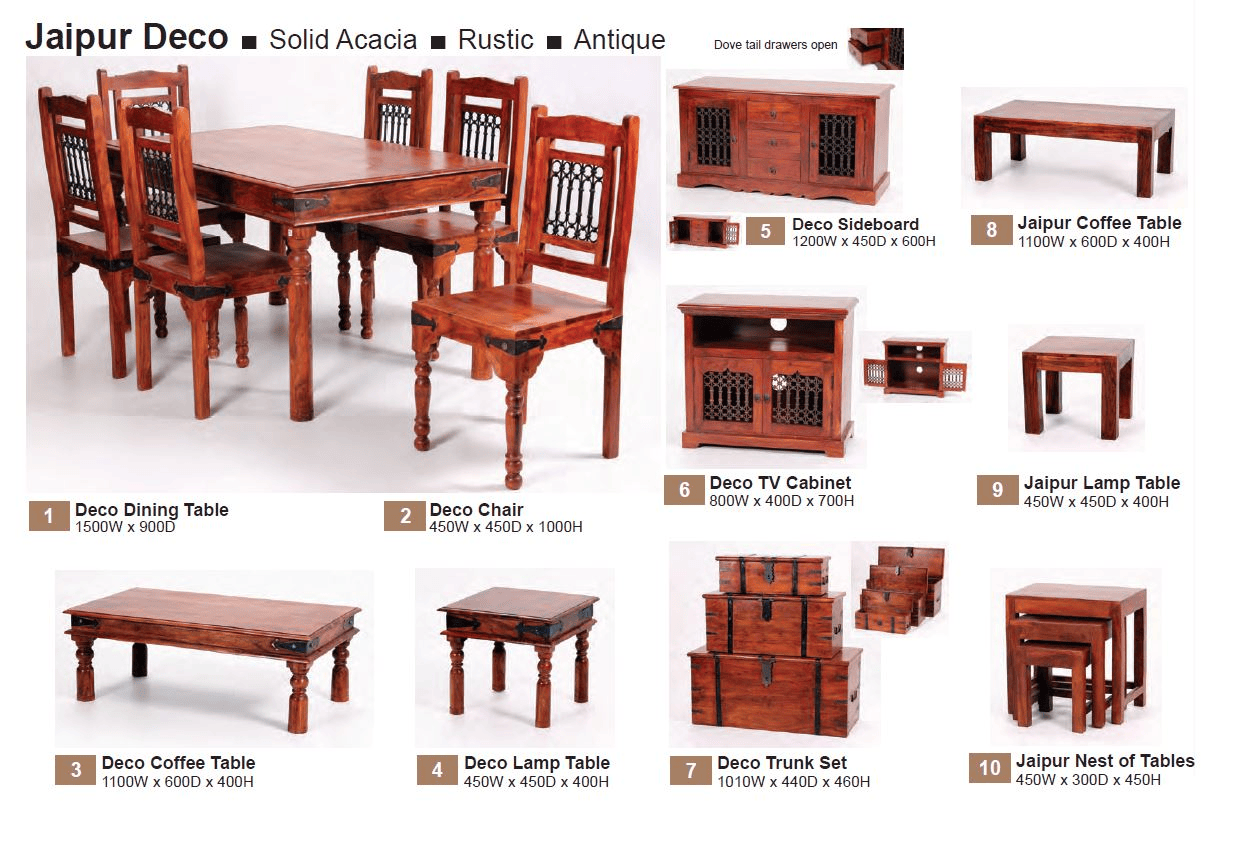 Jaipur Deco ■ Solid Acacia ■ Rustic ■ Antique
Dove tail drawers open
1 Deco Dining Table
1500W x 900D
2 Deco Chair
450W x 450D x 1000H
3 Deco Coffee Table
1100W x 600D x 400H
4 Deco Lamp Table
450W x 450D x 400H
5 Deco Sideboard
1200W x 450D x 600H
6 Deco TV Cabinet
800W x 400D x 700H
7 Deco Trunk Set
1010W x 440D x 460H
8 Jaipur Coffee Table
1100W x 600D x 400H
9 Jaipur Lamp Table
450W x 450D x 400H
10 Jaipur Nest of Tables
450W x 300D x 450H